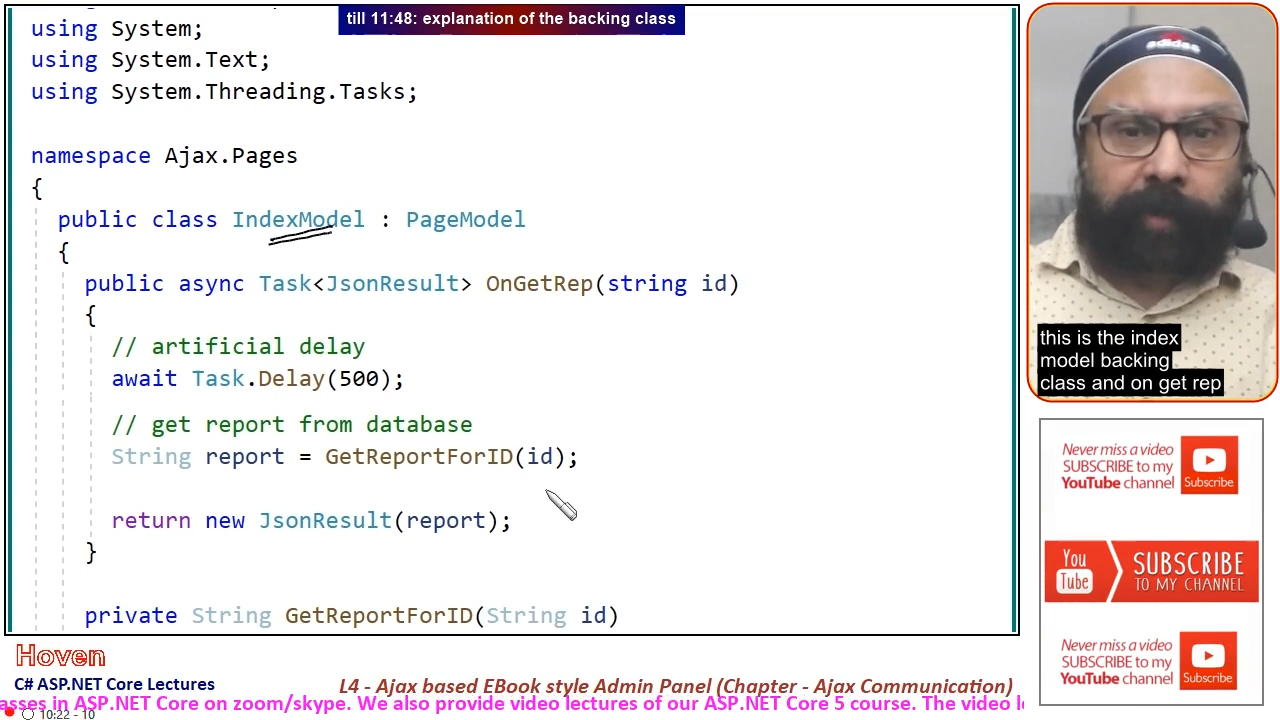 till 11:48: explanation of the backing class
using System;
using System.Text;
using System.Threading.Tasks;
namespace Ajax.Pages
{
public class IndexModel : PageModel
{
public async Task<JsonResult> OnGetRep(string id)
{
// artificial delay
await Task.Delay(500);
// get report from database
String report = GetReportForID(id);
return new JsonResult(report);
}
private String GetReportForID(String id)
adidas
this is the index
model backing
class and on get rep
Never miss a video
SUBSCRIBE to my
YouTube channel
Subscribe
You
Tube
SUBSCRIBE
TO MY CHANNEL
Never miss a video
SUBSCRIBE to my
YouTube channel
Subscribe
Hoven
C# ASP.NET Core Lectures
L4 - Ajax based EBook style Admin Panel (Chapter - Ajax Communication)
asses in ASP.NET Core on zoom/skype. We also provide video lectures of our ASP.NET Core 5 course. The video l
10:22 - 10